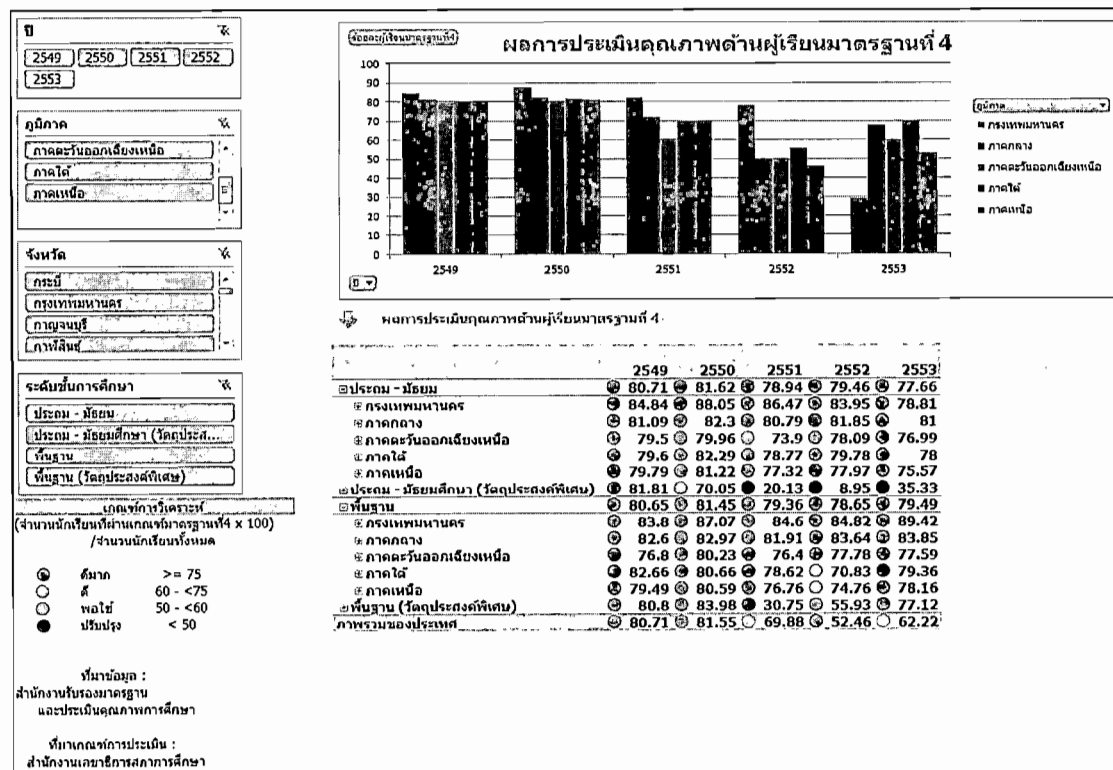 ปี
2549 2550 2551 2552
2553
ภูมิภาค
ภาคตะวันออกเฉียงเหนือ
ภาคใต้
ภาคเหนือ
จังหวัด
กระบี่
กรุงเทพมหานคร
กาญจนบุรี
กาฬสินธุ์
ระดับชั้นการศึกษา
ประถม - มัธยม
ประถม - มัธยมศึกษา (วัตถุประส...
พื้นฐาน
พื้นฐาน (วัตถุประสงค์พิเศษ)
เกณฑ์การวิเคราะห์
(จำนวนนักเรียนที่ผ่านเกณฑ์มาตรฐานที่4 x 100)
/จำนวนนักเรียนทั้งหมด
ดีมาก >= 75
ดี 60 - <75
พอใช้ 50 - <60
ปรับปรุง < 50
ที่มาข้อมูล :
สำนักงานรับรองมาตรฐาน
และประเมินคุณภาพการศึกษา
ที่มาเกณฑ์การประเมิน :
สำนักงานเลขาธิการสภาการศึกษา
ร้อยละผู้เรียนมาตรฐานที่4
ผลการประเมินคุณภาพด้านผู้เรียนมาตรฐานที่ 4
100
90
80
70
60
50
40
30
20
10
0
2549 2550 2551 2552 2553
ปี
ภูมิภาค
กรุงเทพมหานคร
ภาคกลาง
ภาคตะวันออกเฉียงเหนือ
ภาคใต้
ภาคเหนือ
ผลการประเมินคุณภาพด้านผู้เรียนมาตรฐานที่ 4
2549 2550 2551 2552 2553
ประถม - มัธยม 80.71 81.62 78.94 79.46 77.66
กรุงเทพมหานคร 84.84 88.05 86.47 83.95 78.81
ภาคกลาง 81.09 82.3 80.79 81.85 81
ภาคตะวันออกเฉียงเหนือ 79.5 79.96 73.9 78.09 76.99
ภาคใต้ 79.6 82.29 78.77 79.78 78
ภาคเหนือ 79.79 81.22 77.32 77.97 75.57
ประถม - มัธยมศึกษา (วัตถุประสงค์พิเศษ) 81.81 70.05 20.13 8.95 35.33
พื้นฐาน 80.65 81.45 79.36 78.65 79.49
กรุงเทพมหานคร 83.8 87.07 84.6 84.82 89.42
ภาคกลาง 82.6 82.97 81.91 83.64 83.85
ภาคตะวันออกเฉียงเหนือ 76.8 80.23 76.4 77.78 77.59
ภาคใต้ 82.66 80.66 78.62 70.83 79.36
ภาคเหนือ 79.49 80.59 76.76 74.76 78.16
พื้นฐาน (วัตถุประสงค์พิเศษ) 80.8 83.98 30.75 55.93 77.12
ภาพรวมของประเทศ 80.71 81.55 69.88 52.46 62.22